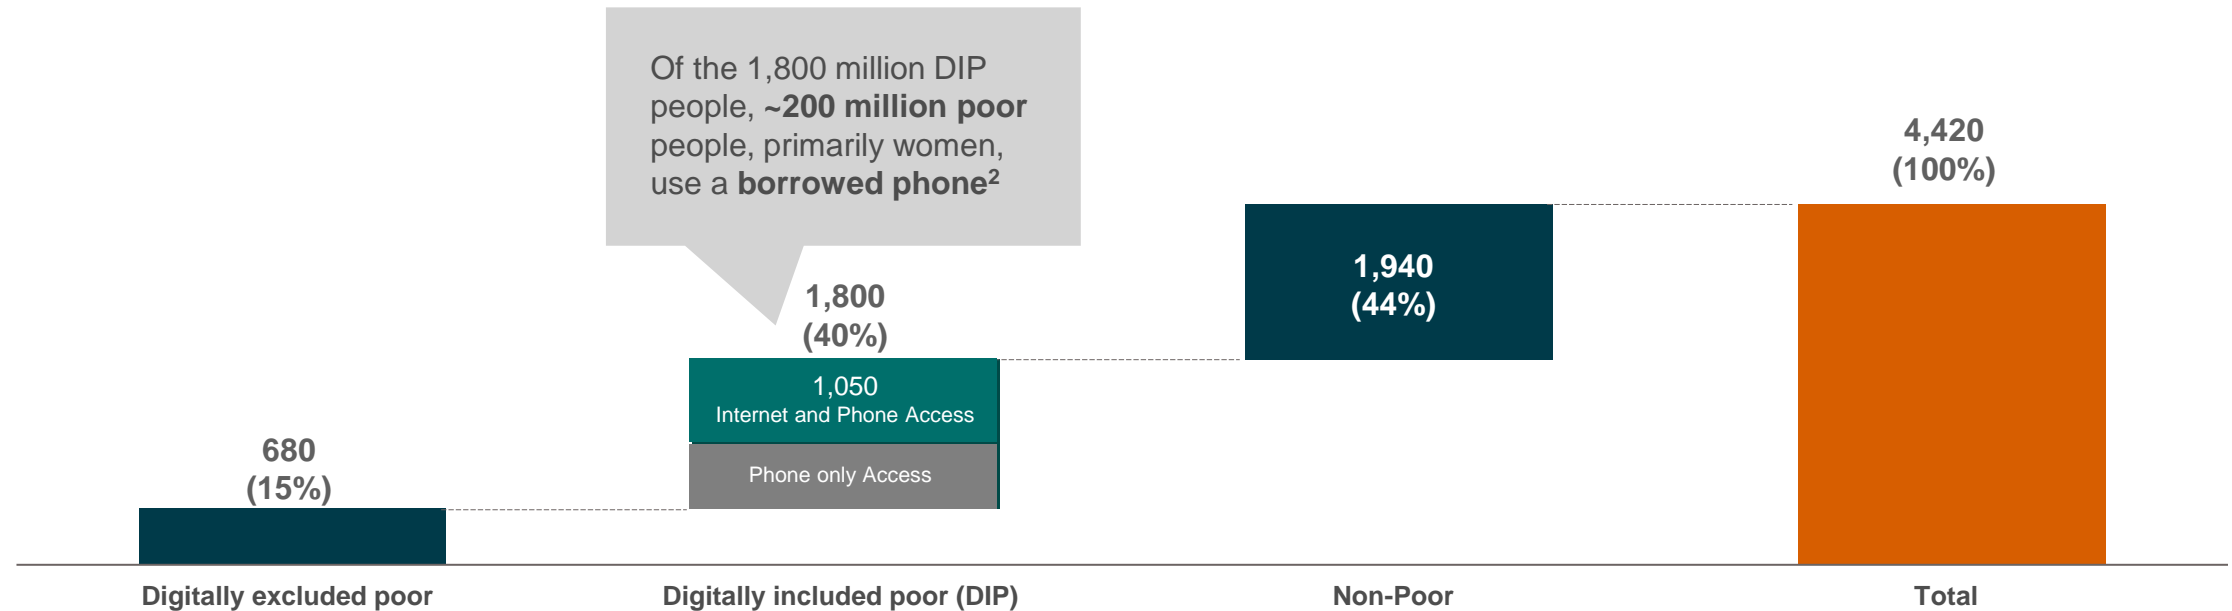 Of the 1,800 million DIP
people, ~200 million poor
people, primarily women,
use a borrowed phone²
680
(15%)
1,800
(40%)
1,050
Internet and Phone Access
Phone only Access
1,940
(44%)
4,420
(100%)
Digitally excluded poor
Digitally included poor (DIP)
Non-Poor
Total